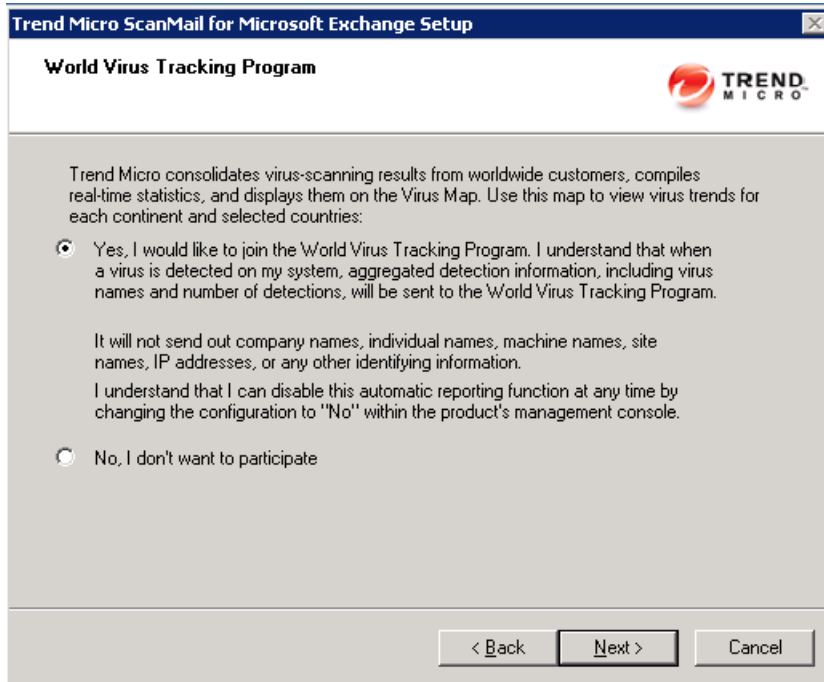 Trend Micro ScanMail for Microsoft Exchange Setup
World Virus Tracking Program
TREND
MICRO™
Trend Micro consolidates virus-scanning results from worldwide customers, compiles
real-time statistics, and displays them on the Virus Map. Use this map to view virus trends for
each continent and selected countries:
Yes, I would like to join the World Virus Tracking Program. I understand that when
a virus is detected on my system, aggregated detection information, including virus
names and number of detections, will be sent to the World Virus Tracking Program.
It will not send out company names, individual names, machine names, site
names, IP addresses, or any other identifying information.
I understand that I can disable this automatic reporting function at any time by
changing the configuration to "No" within the product's management console.
No, I don't want to participate
< Back
Next >
Cancel